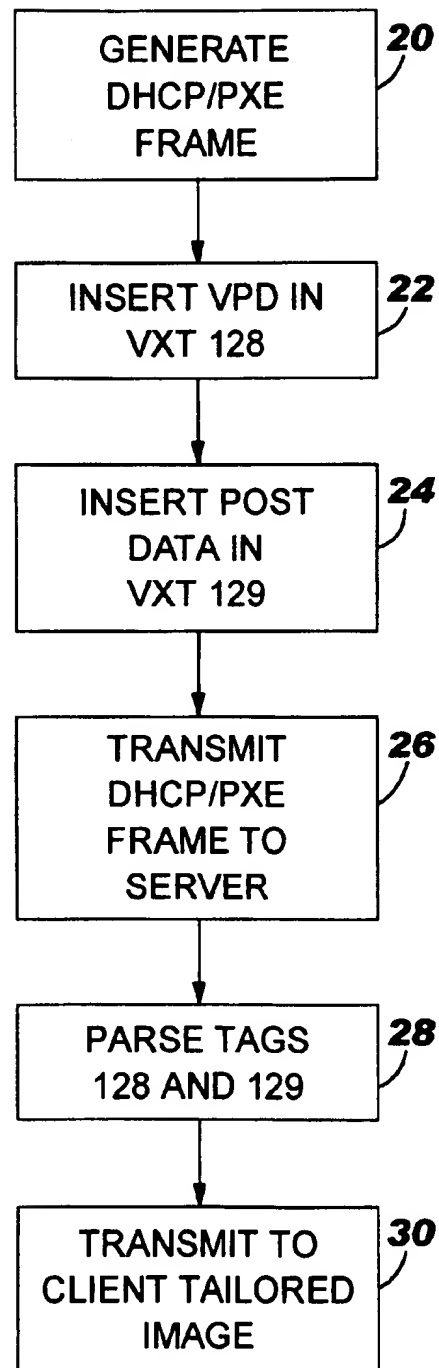 GENERATE
DHCP/PXE
FRAME
20
INSERT VPD IN
VXT 128
22
INSERT POST
DATA IN
VXT 129
24
TRANSMIT
DHCP/PXE
FRAME TO
SERVER
26
PARSE TAGS
128 AND 129
28
TRANSMIT TO
CLIENT TAILORED
IMAGE
30